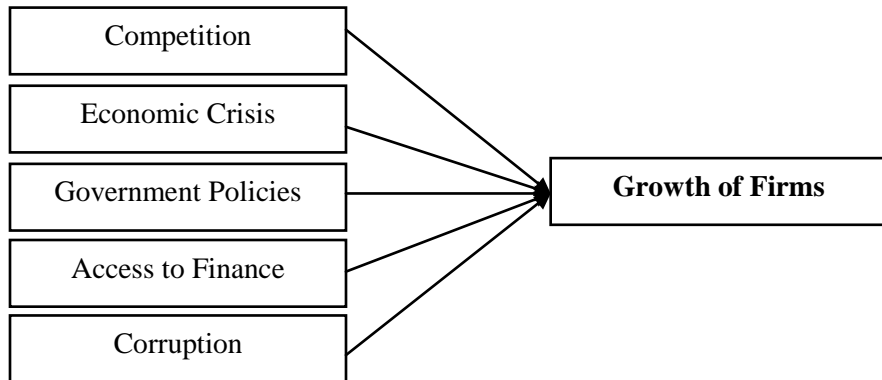 Competition
Economic Crisis
Government Policies
Growth of Firms
Access to Finance
Corruption